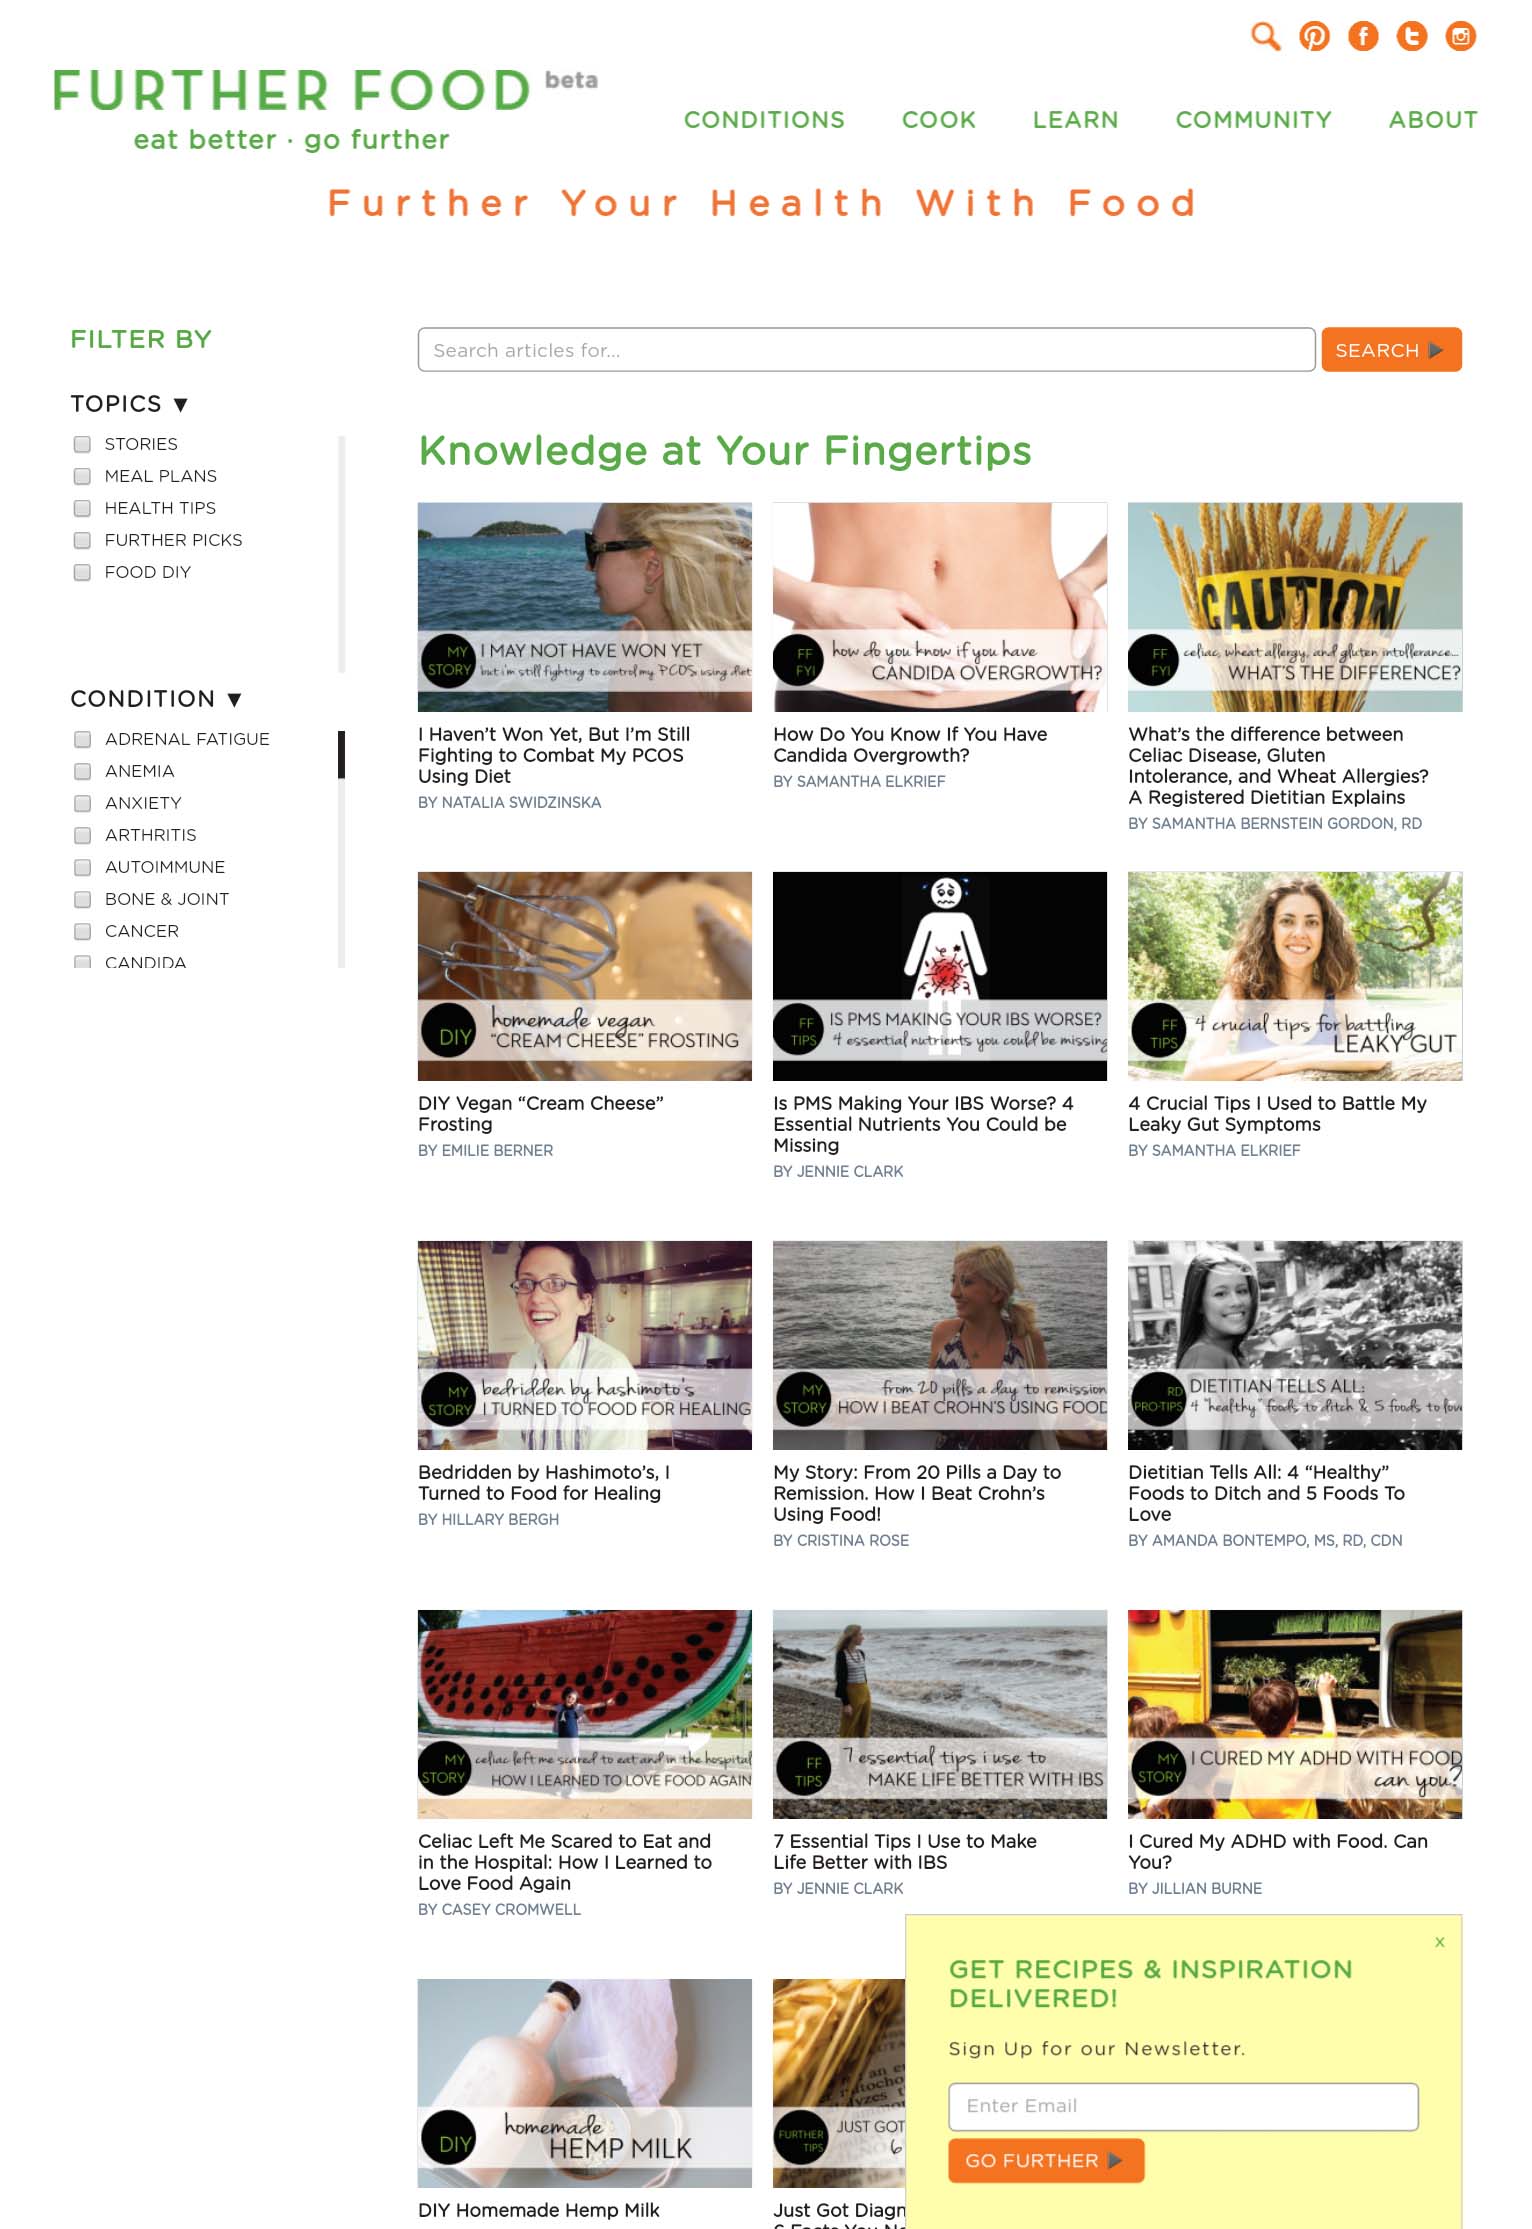 FURTHER FOOD beta
eat better · go further
CONDITIONS COOK LEARN COMMUNITY ABOUT
Further Your Health With Food
FILTER BY
TOPICS ▼
STORIES
MEAL PLANS
HEALTH TIPS
FURTHER PICKS
FOOD DIY
CONDITION ▼
ADRENAL FATIGUE
ANEMIA
ANXIETY
ARTHRITIS
AUTOIMMUNE
BONE & JOINT
CANCER
CANDIDA
Search articles for...
SEARCH
Knowledge at Your Fingertips
MY
STORY
I MAY NOT HAVE WON YET
but i'm still fighting to control my PCOS using diet
I Haven't Won Yet, But I'm Still
Fighting to Combat My PCOS
Using Diet
BY NATALIA SWIDZINSKA
FF
FYI
how do you know if you have
CANDIDA OVERGROWTH?
How Do You Know If You Have
Candida Overgrowth?
BY SAMANTHA ELKRIEF
CAUTION
FF
FYI
celiac, wheat allergy, and gluten intollerance...
WHAT'S THE DIFFERENCE?
What's the difference between
Celiac Disease, Gluten
Intolerance, and Wheat Allergies?
A Registered Dietitian Explains
BY SAMANTHA BERNSTEIN GORDON, RD
DIY
homemade vegan
"CREAM CHEESE" FROSTING
DIY Vegan “Cream Cheese”
Frosting
BY EMILIE BERNER
FF
TIPS
IS PMS MAKING YOUR IBS WORSE?
4 essential nutrients you could be missing
Is PMS Making Your IBS Worse? 4
Essential Nutrients You Could be
Missing
BY JENNIE CLARK
FF
TIPS
4 crucial tips for battling
LEAKY GUT
4 Crucial Tips I Used to Battle My
Leaky Gut Symptoms
BY SAMANTHA ELKRIEF
MY
STORY
bedridden by hashimoto's
I TURNED TO FOOD FOR HEALING
Bedridden by Hashimoto's, I
Turned to Food for Healing
BY HILLARY BERGH
MY
STORY
from 20 pills a day to remission
HOW I BEAT CROHN'S USING FOOD
My Story: From 20 Pills a Day to
Remission. How I Beat Crohn's
Using Food!
BY CRISTINA ROSE
RD
PRO-TIPS
DIETITIAN TELLS ALL:
4 "healthy" foods to ditch & 5 foods to love
Dietitian Tells All: 4 “Healthy”
Foods to Ditch and 5 Foods To
Love
BY AMANDA BONTEMPO, MS, RD, CDN
MY
STORY
celiac left me scared to eat and in the hospital
HOW I LEARNED TO LOVE FOOD AGAIN
Celiac Left Me Scared to Eat and
in the Hospital: How I Learned to
Love Food Again
BY CASEY CROMWELL
FF
TIPS
7 essential tips i use to
MAKE LIFE BETTER WITH IBS
7 Essential Tips I Use to Make
Life Better with IBS
BY JENNIE CLARK
MY
STORY
I CURED MY ADHD WITH FOOD
can you?
I Cured My ADHD with Food. Can
You?
BY JILLIAN BURNE
DIY
homemade
HEMP MILK
DIY Homemade Hemp Milk
FURTHER
TIPS
JUST GOT
6
Just Got Diagn
x
GET RECIPES & INSPIRATION
DELIVERED!
Sign Up for our Newsletter.
Enter Email
GO FURTHER